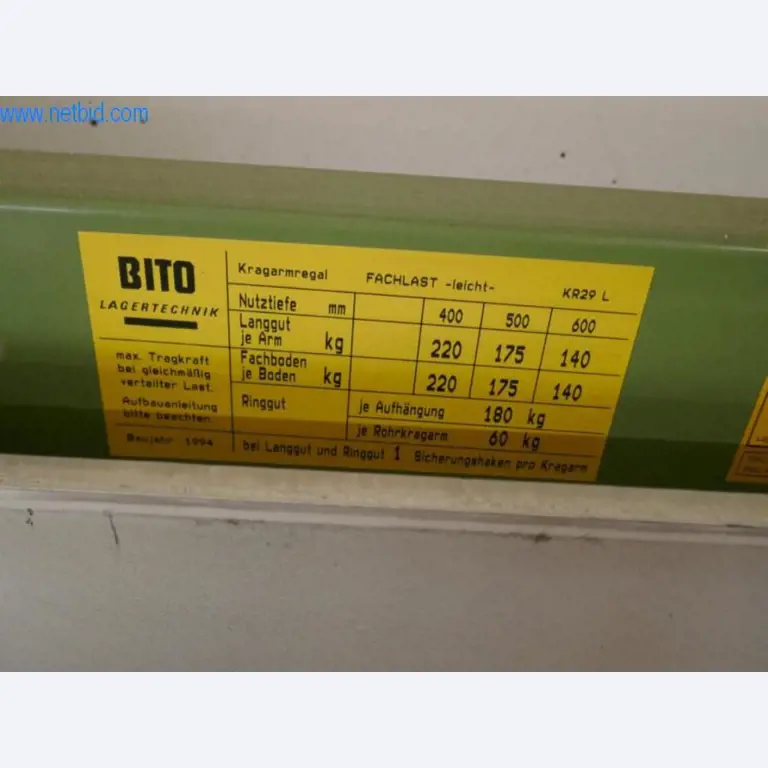 www.netbid.com
BITO
LAGERTECHNIK
max. Tragkraft
bei gleichmäßig
verteilter Last.
Aufbauanleitung
bitte beachten.
Baujahr 1994
Kragarmregal FACHLAST -leicht- KR29 L
Nutztiefe mm 400 500 600
Langgut
je Arm kg 220 175 140
Fachboden
je Boden kg 220 175 140
Ringgut je Aufhängung 180 kg
je Rohrkragarm 60 kg
bei Langgut und Ringgut 1 Sicherungshaken pro Kragarm